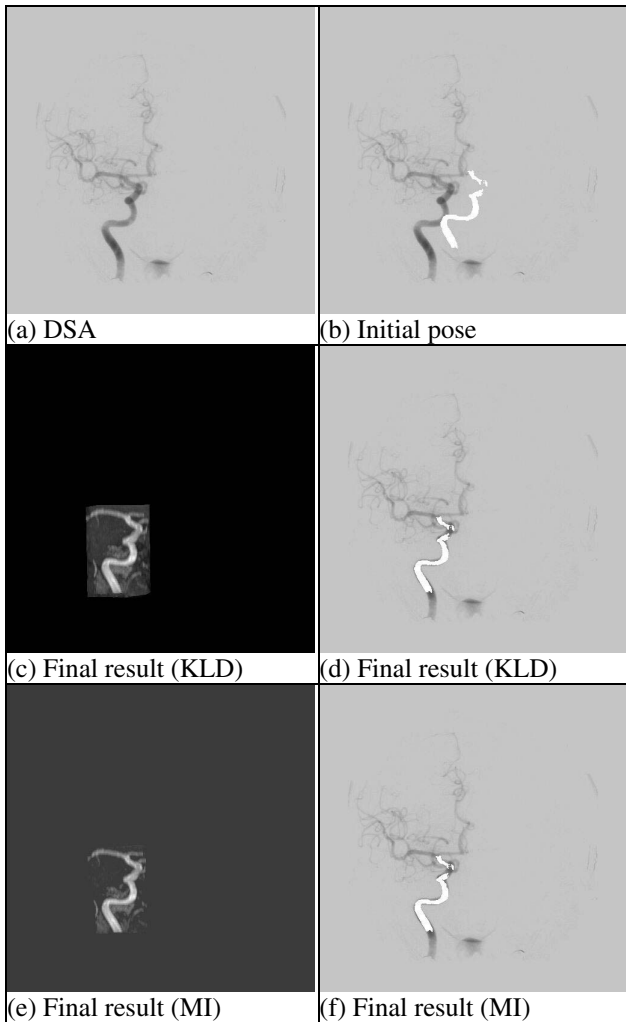 (a) DSA
(b) Initial pose
(c) Final result (KLD)
(d) Final result (KLD)
(e) Final result (MI)
(f) Final result (MI)